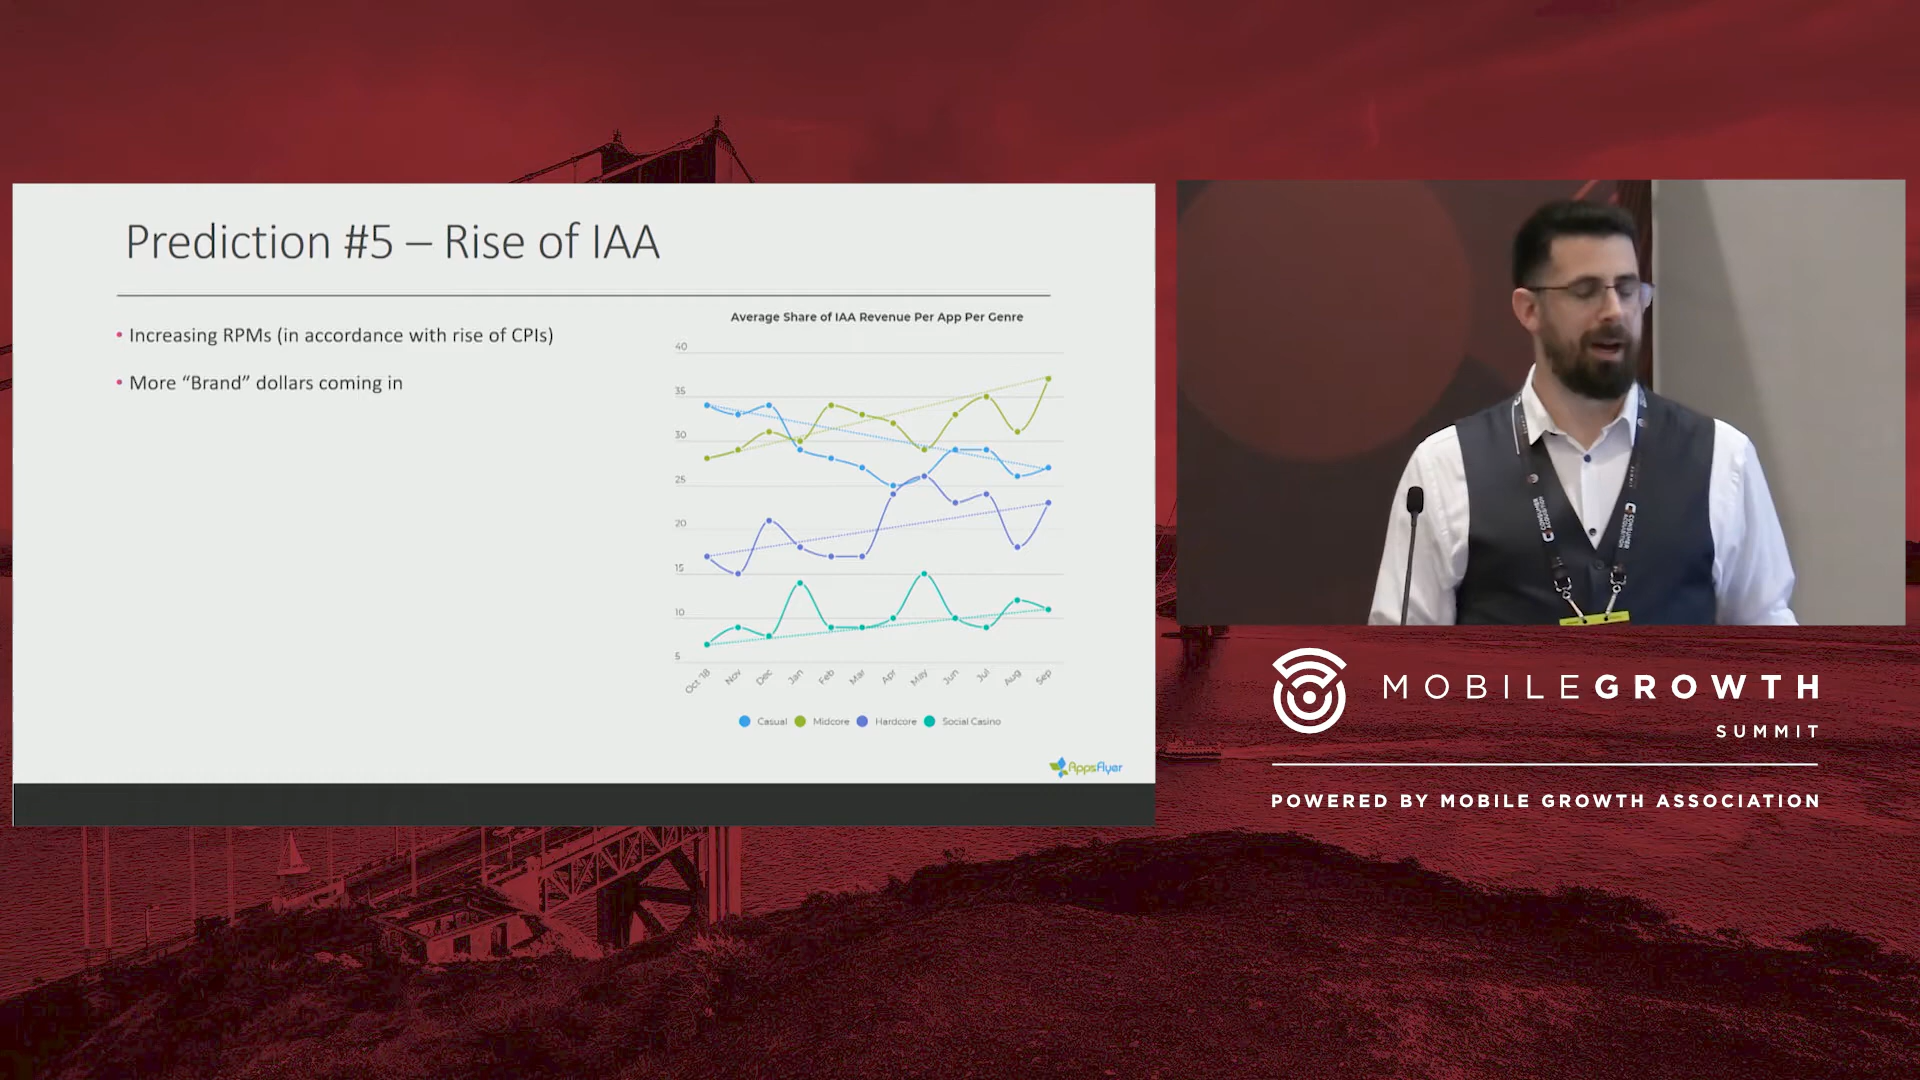 Prediction #5 – Rise of IAA
• Increasing RPMs (in accordance with rise of CPIs)
• More “Brand” dollars coming in
Average Share of IAA Revenue Per App Per Genre
40
35
30
25
20
15
10
5
Oct '18 Nov Dec Jan Feb Mar Apr May Jun Jul Aug Sep
Casual Midcore Hardcore Social Casino
AppsFlyer
MOBILEGROWTH
SUMMIT
POWERED BY MOBILE GROWTH ASSOCIATION